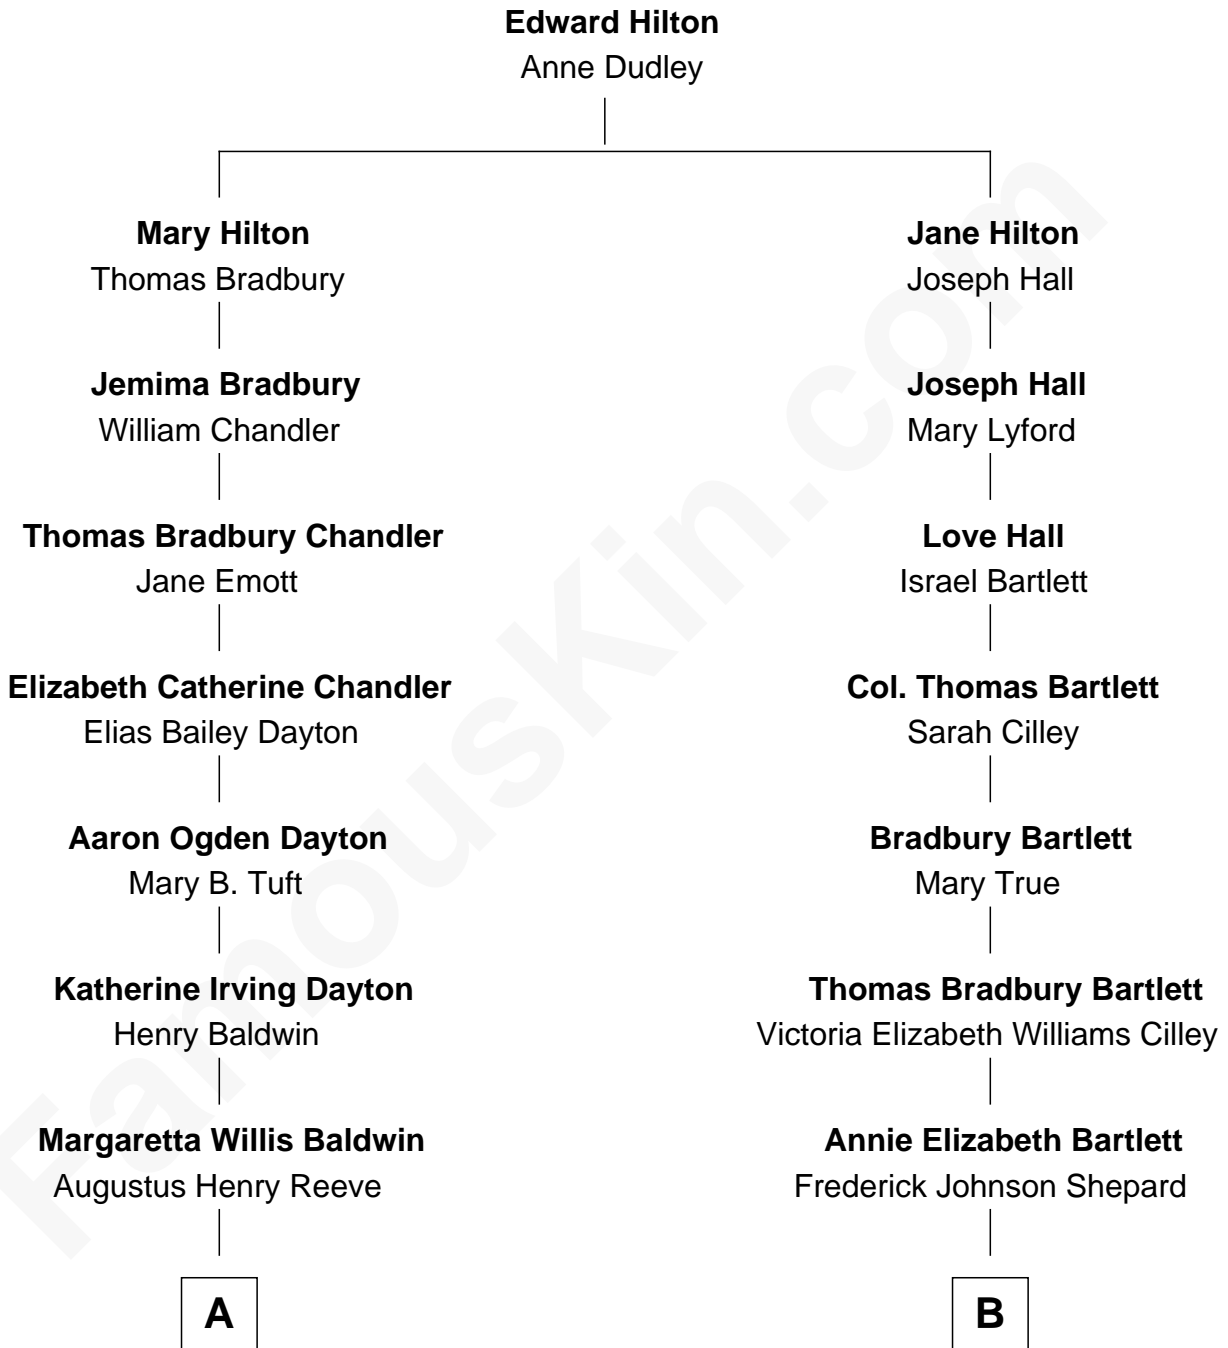 Edward Hilton
Anne Dudley
Mary Hilton
Thomas Bradbury
Jane Hilton
Joseph Hall
Jemima Bradbury
William Chandler
Joseph Hall
Mary Lyford
Thomas Bradbury Chandler
Jane Emott
Love Hall
Israel Bartlett
Elizabeth Catherine Chandler
Elias Bailey Dayton
Col. Thomas Bartlett
Sarah Cilley
Aaron Ogden Dayton
Mary B. Tuft
Bradbury Bartlett
Mary True
Katherine Irving Dayton
Henry Baldwin
Thomas Bradbury Bartlett
Victoria Elizabeth Williams Cilley
Margaretta Willis Baldwin
Augustus Henry Reeve
Annie Elizabeth Bartlett
Frederick Johnson Shepard
A
B
FamousKin.com